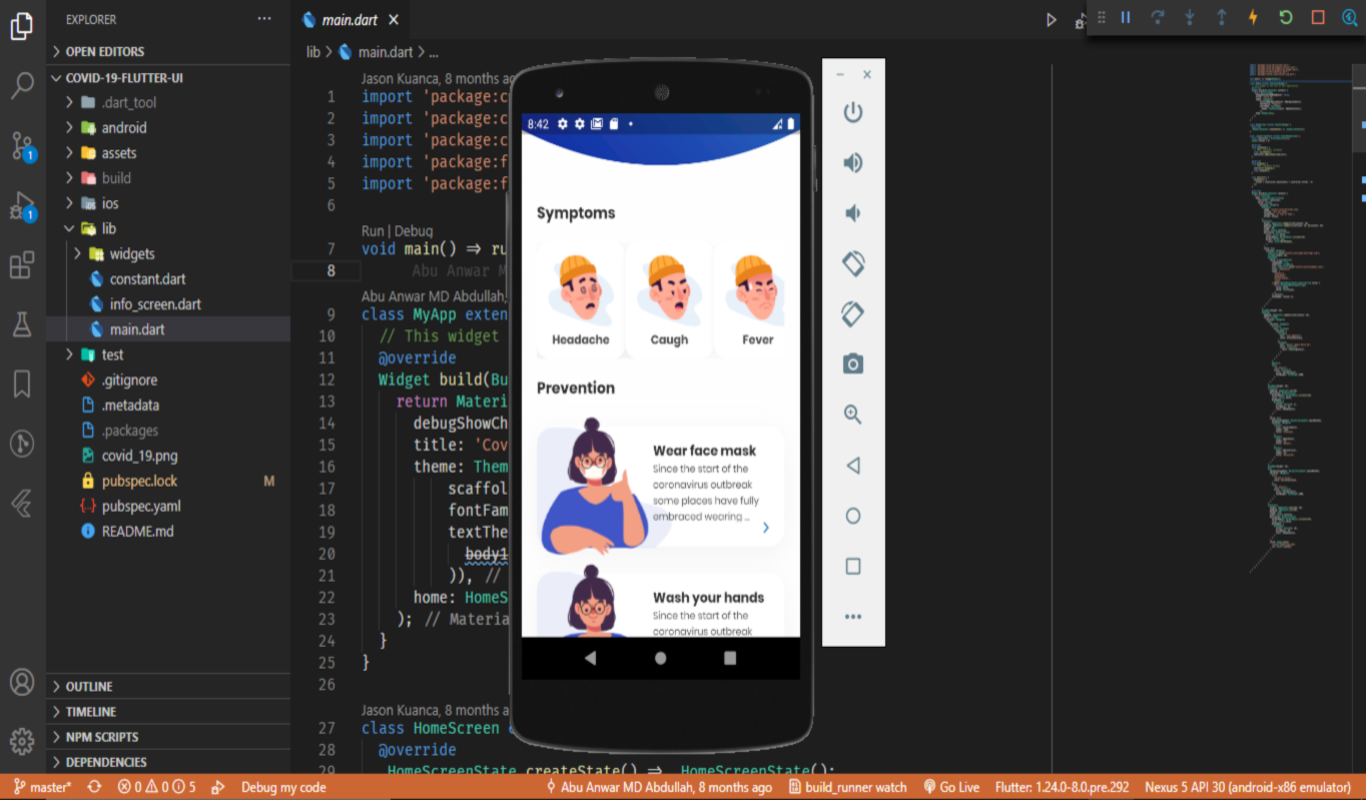 EXPLORER
OPEN EDITORS
COVID-19-FLUTTER-UI
.dart_tool
android
assets
build
ios
lib
widgets
constant.dart
info_screen.dart
main.dart
test
.gitignore
.metadata
.packages
covid_19.png
pubspec.lock M
pubspec.yaml
README.md
OUTLINE
TIMELINE
NPM SCRIPTS
DEPENDENCIES
1
1
main.dart
lib > main.dart > ...
Jason Kuanca, 8 months ag
1 import 'package:c
2 import 'package:c
3 import 'package:c
4 import 'package:f
5 import 'package:f
6
Run | Debug
7 void main() => ru
8 Abu Anwar M
Abu Anwar MD Abdullah,
9 class MyApp exten
10 // This widget
11 @override
12 Widget build(Bu
13 return Materi
14 debugShowCh
15 title: 'Cov
16 theme: Them
17 scaffol
18 fontFam
19 textThe
20 body1
21 )), //
22 home: HomeS
23 ); // Materia
24 }
25 }
26
Jason Kuanca, 8 months a
27 class HomeScreen
28 @override
29 _HomeScreenState createState() => _HomeScreenState();
8:42
Symptoms
Headache
Caugh
Fever
Prevention
Wear face mask
Since the start of the
coronavirus outbreak
some places have fully
embraced wearing ...
Wash your hands
Since the start of the
coronavirus outbreak
master* 0 0 5 Debug my code Abu Anwar MD Abdullah, 8 months ago build_runner watch Go Live Flutter: 1.24.0-8.0.pre.292 Nexus 5 API 30 (android-x86 emulator)